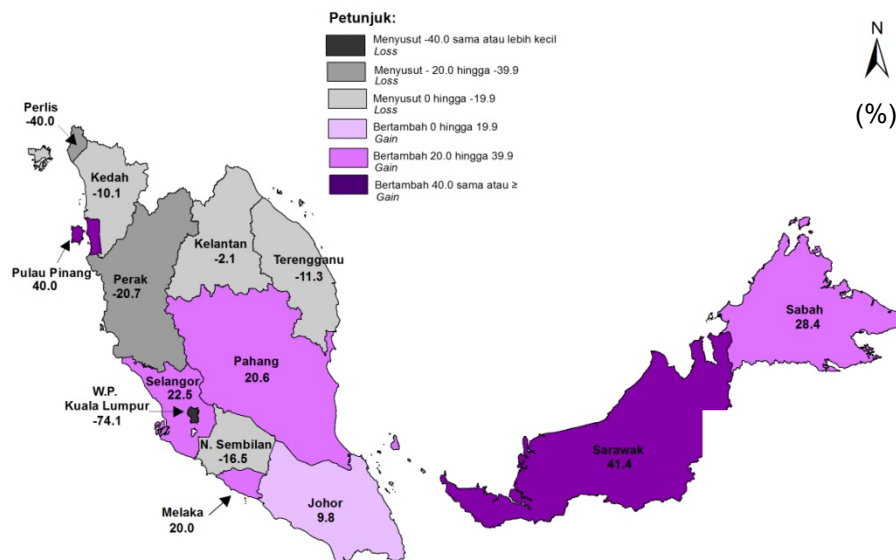 Petunjuk:
Menyusut -40.0 sama atau lebih kecil
Loss
Menyusut - 20.0 hingga -39.9
Loss
Menyusut 0 hingga -19.9
Loss
Bertambah 0 hingga 19.9
Gain
Bertambah 20.0 hingga 39.9
Gain
Bertambah 40.0 sama atau ≥
Gain
N
(%)
Perlis
-40.0
Kedah
-10.1
Pulau Pinang
40.0
Perak
-20.7
Kelantan
-2.1
Terengganu
-11.3
Pahang
20.6
Selangor
22.5
W.P.
Kuala Lumpur
-74.1
N. Sembilan
-16.5
Melaka
20.0
Johor
9.8
Sabah
28.4
Sarawak
41.4